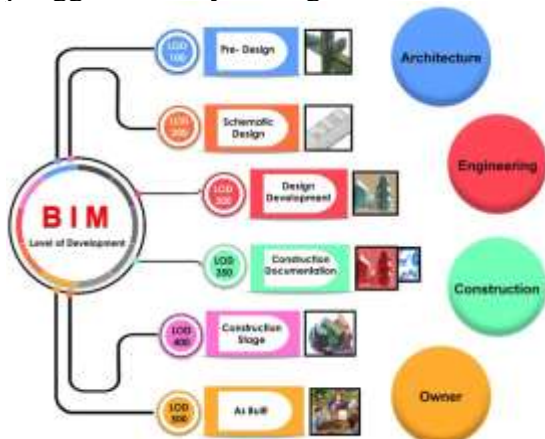 LOD
100
Pre- Design
Architecture
LOD
200
Schematic
Design
Engineering
LOD
300
Design
Development
BIM
Level of Development
LOD
350
Construction
Documentation
Construction
LOD
400
Construction
Stage
LOD
500
As Built
Owner